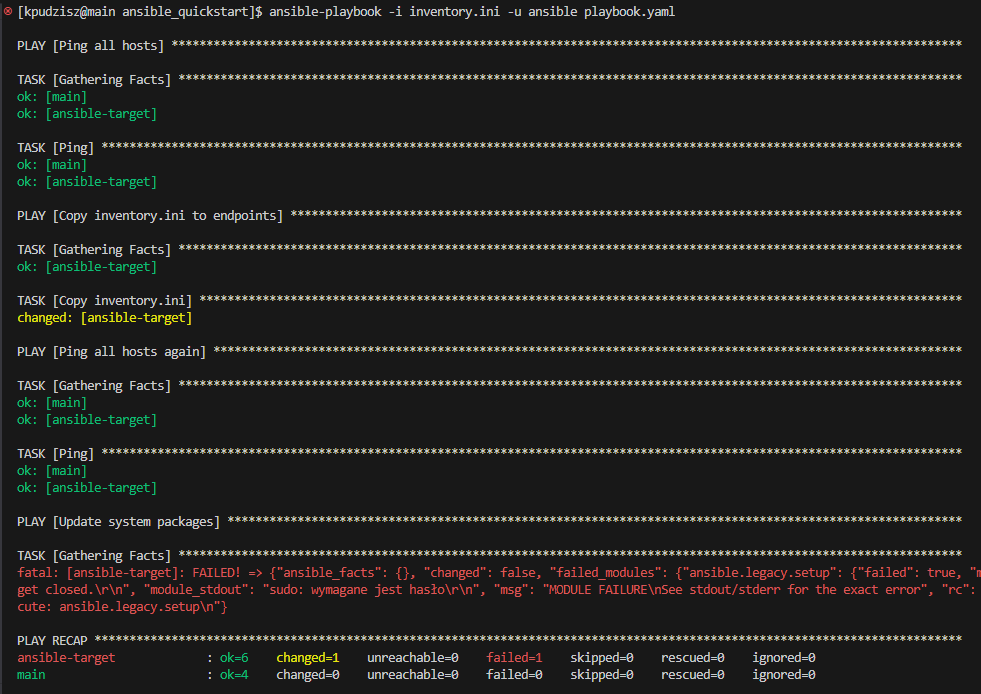 [kpudzisz@main ansible_quickstart]$ ansible-playbook -i inventory.ini -u ansible playbook.yaml
PLAY [Ping all hosts] *****************************************************************************************************************
TASK [Gathering Facts] ****************************************************************************************************************
ok: [main]
ok: [ansible-target]
TASK [Ping] ***************************************************************************************************************************
ok: [main]
ok: [ansible-target]
PLAY [Copy inventory.ini to endpoints] ************************************************************************************************
TASK [Gathering Facts] ****************************************************************************************************************
ok: [ansible-target]
TASK [Copy inventory.ini] *************************************************************************************************************
changed: [ansible-target]
PLAY [Ping all hosts again] ***********************************************************************************************************
TASK [Gathering Facts] ****************************************************************************************************************
ok: [main]
ok: [ansible-target]
TASK [Ping] ***************************************************************************************************************************
ok: [main]
ok: [ansible-target]
PLAY [Update system packages] *********************************************************************************************************
TASK [Gathering Facts] ****************************************************************************************************************
fatal: [ansible-target]: FAILED! => {"ansible_facts": {}, "changed": false, "failed_modules": {"ansible.legacy.setup": {"failed": true, "m
get closed.\r\n", "module_stdout": "sudo: wymagane jest hasło\r\n", "msg": "MODULE FAILURE\nSee stdout/stderr for the exact error", "rc":
cute: ansible.legacy.setup\n"}
PLAY RECAP ****************************************************************************************************************************
ansible-target : ok=6 changed=1 unreachable=0 failed=1 skipped=0 rescued=0 ignored=0
main : ok=4 changed=0 unreachable=0 failed=0 skipped=0 rescued=0 ignored=0